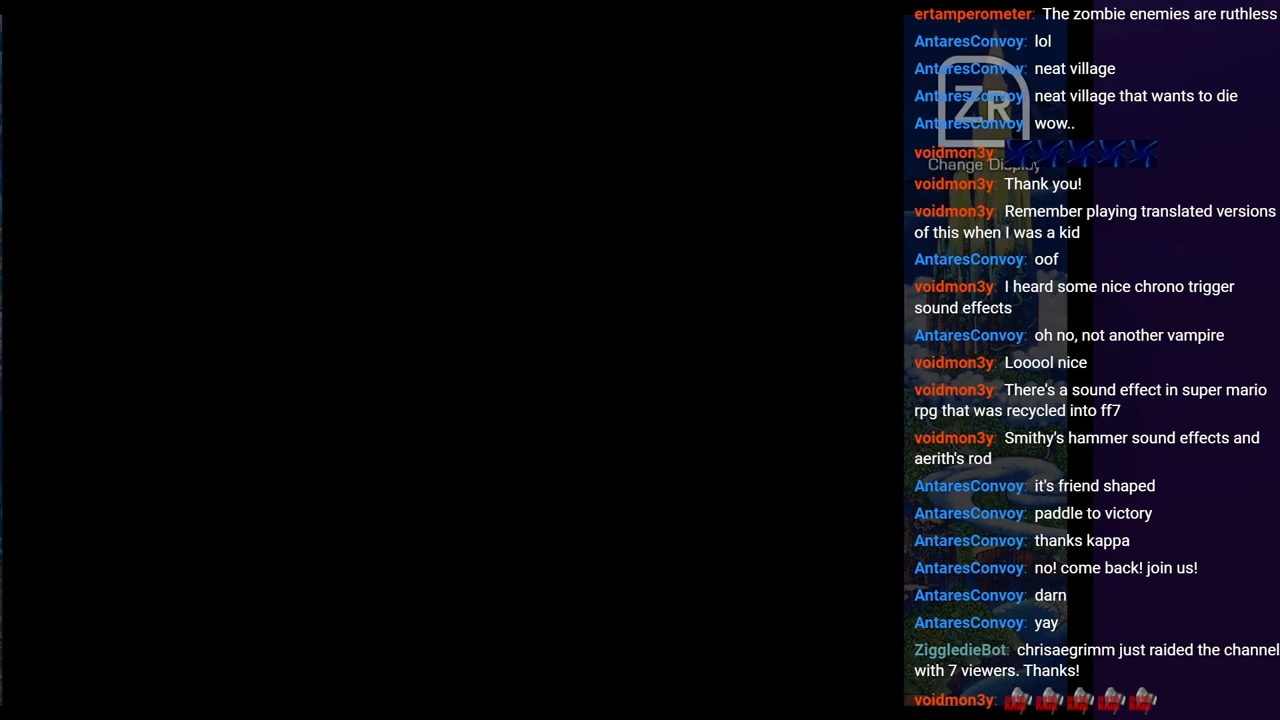 ertamperometer: The zombie enemies are ruthless
AntaresConvoy: lol
AntaresConvoy: neat village
AntaresConvoy: neat village that wants to die
ZR
AntaresConvoy: wow..
voidmon3y:
Change Display
voidmon3y: Thank you!
voidmon3y: Remember playing translated versions
of this when I was a kid
AntaresConvoy: oof
voidmon3y: I heard some nice chrono trigger
sound effects
AntaresConvoy: oh no, not another vampire
voidmon3y: Looool nice
voidmon3y: There's a sound effect in super mario
rpg that was recycled into ff7
voidmon3y: Smithy's hammer sound effects and
aerith's rod
AntaresConvoy: it's friend shaped
AntaresConvoy: paddle to victory
AntaresConvoy: thanks kappa
AntaresConvoy: no! come back! join us!
AntaresConvoy: darn
AntaresConvoy: yay
ZiggledieBot: chrisaegrimm just raided the channel
with 7 viewers. Thanks!
voidmon3y: